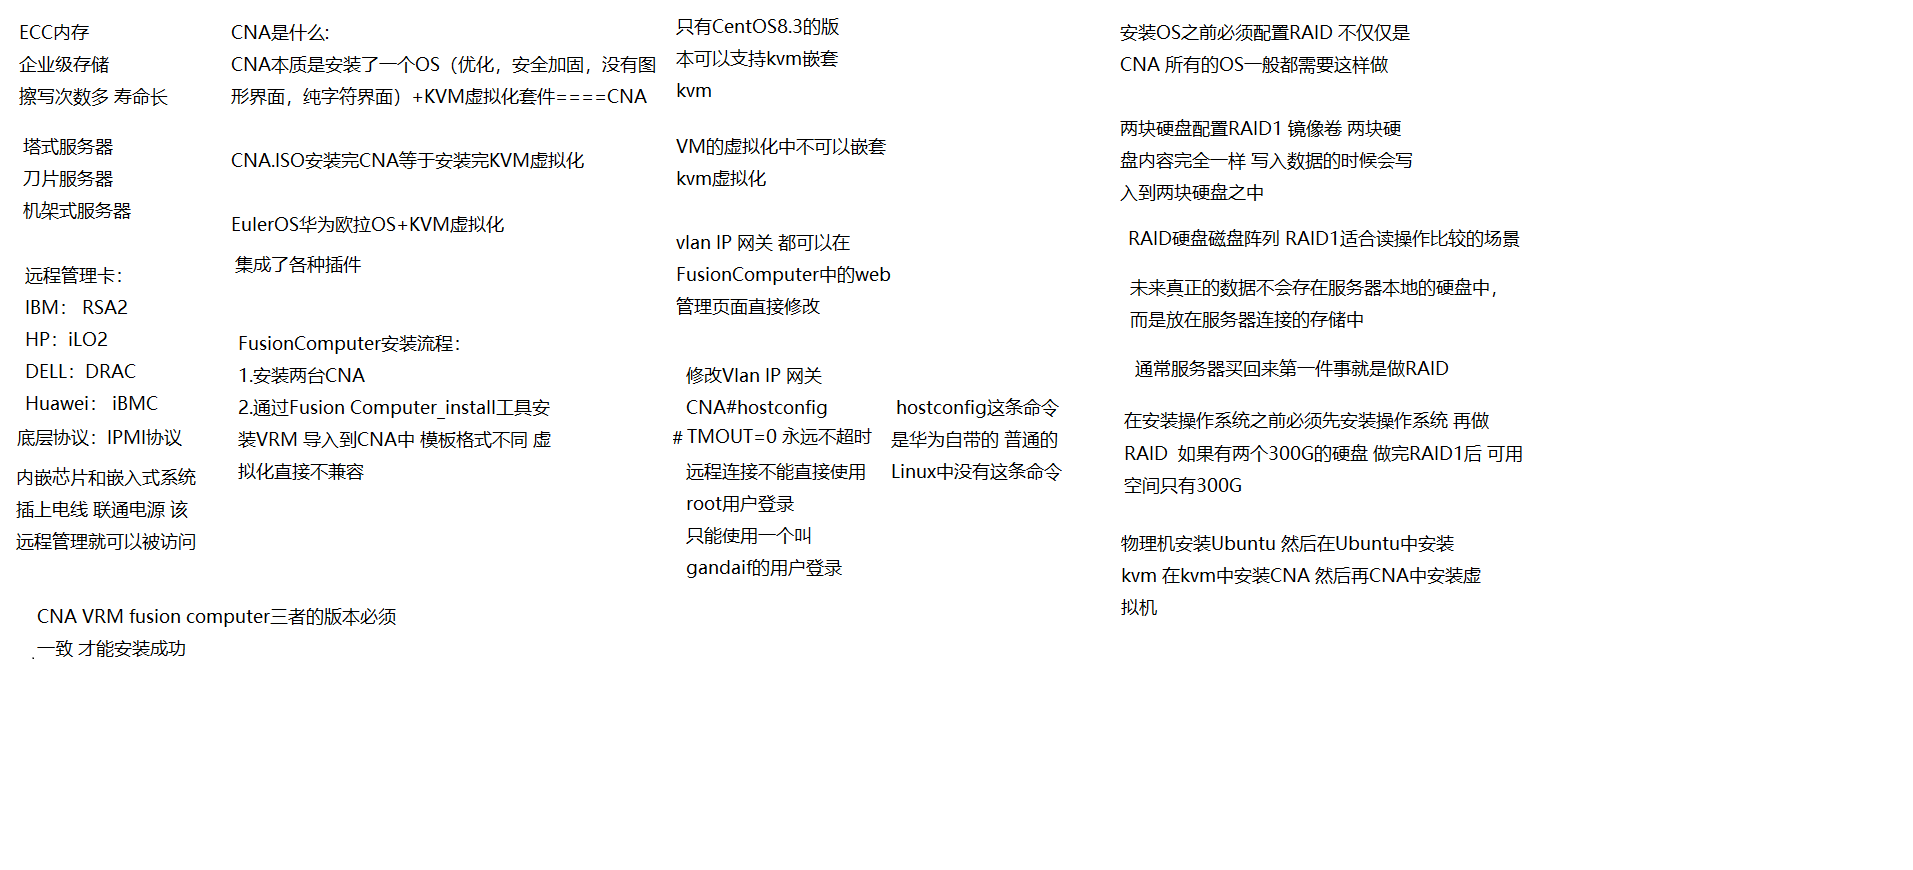 ECC内存
企业级存储
擦写次数多 寿命长
塔式服务器
刀片服务器
机架式服务器
远程管理卡：
IBM： RSA2
HP：iLO2
DELL：DRAC
Huawei： iBMC
底层协议：IPMI协议
内嵌芯片和嵌入式系统
插上电线 联通电源 该
远程管理就可以被访问
CNA VRM fusion computer三者的版本必须
一致 才能安装成功
CNA是什么:
CNA本质是安装了一个OS（优化，安全加固，没有图
形界面，纯字符界面）+KVM虚拟化套件====CNA
CNA.ISO安装完CNA等于安装完KVM虚拟化
EulerOS华为欧拉OS+KVM虚拟化
集成了各种插件
FusionComputer安装流程：
1.安装两台CNA
2.通过Fusion Computer_install工具安
装VRM 导入到CNA中 模板格式不同 虚
拟化直接不兼容
只有CentOS8.3的版
本可以支持kvm嵌套
kvm
VM的虚拟化中不可以嵌套
kvm虚拟化
vlan IP 网关 都可以在
FusionComputer中的web
管理页面直接修改
修改Vlan IP 网关
CNA#hostconfig
# TMOUT=0 永远不超时
远程连接不能直接使用
root用户登录
只能使用一个叫
gandaif的用户登录
hostconfig这条命令
是华为自带的 普通的
Linux中没有这条命令
安装OS之前必须配置RAID 不仅仅是
CNA 所有的OS一般都需要这样做
两块硬盘配置RAID1 镜像卷 两块硬
盘内容完全一样 写入数据的时候会写
入到两块硬盘之中
RAID硬盘磁盘阵列 RAID1适合读操作比较的场景
未来真正的数据不会存在服务器本地的硬盘中，
而是放在服务器连接的存储中
通常服务器买回来第一件事就是做RAID
在安装操作系统之前必须先安装操作系统 再做
RAID 如果有两个300G的硬盘 做完RAID1后 可用
空间只有300G
物理机安装Ubuntu 然后在Ubuntu中安装
kvm 在kvm中安装CNA 然后再CNA中安装虚
拟机